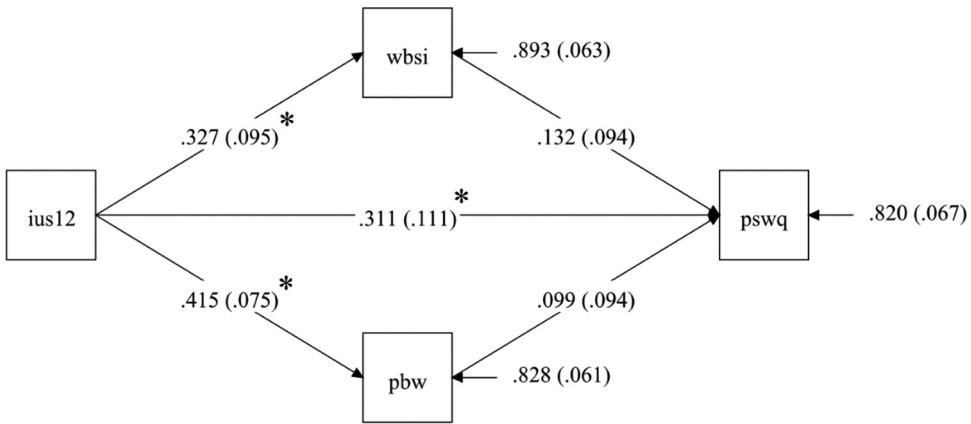 wbsi
.893 (.063)
.327 (.095)*
.132 (.094)
ius12
.311 (.111)*
pswq
.820 (.067)
.415 (.075)*
.099 (.094)
pbw
.828 (.061)